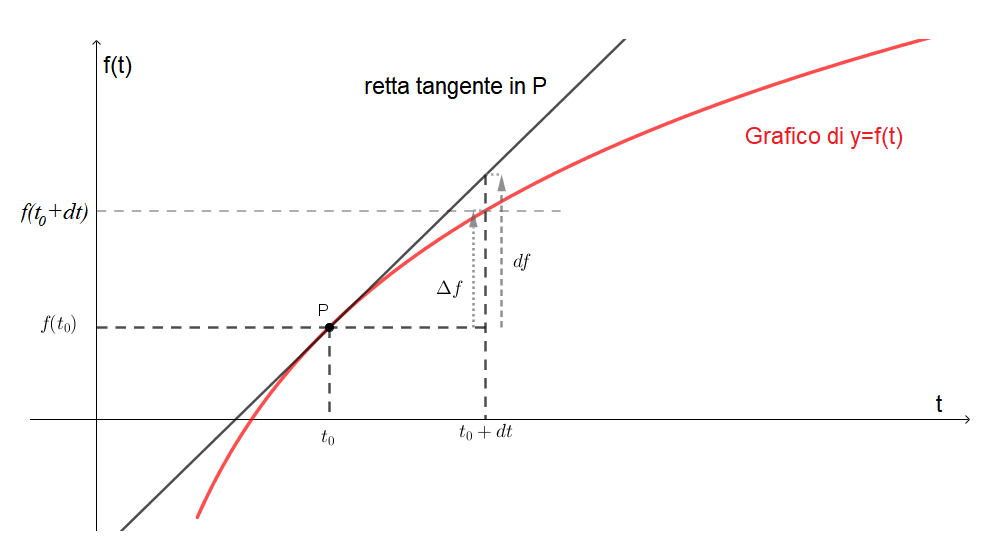 f(t)
retta tangente in P
Grafico di y=f(t)
f(t₀+dt)
df
Δf
P
f(t₀)
t
t₀
t₀ + dt